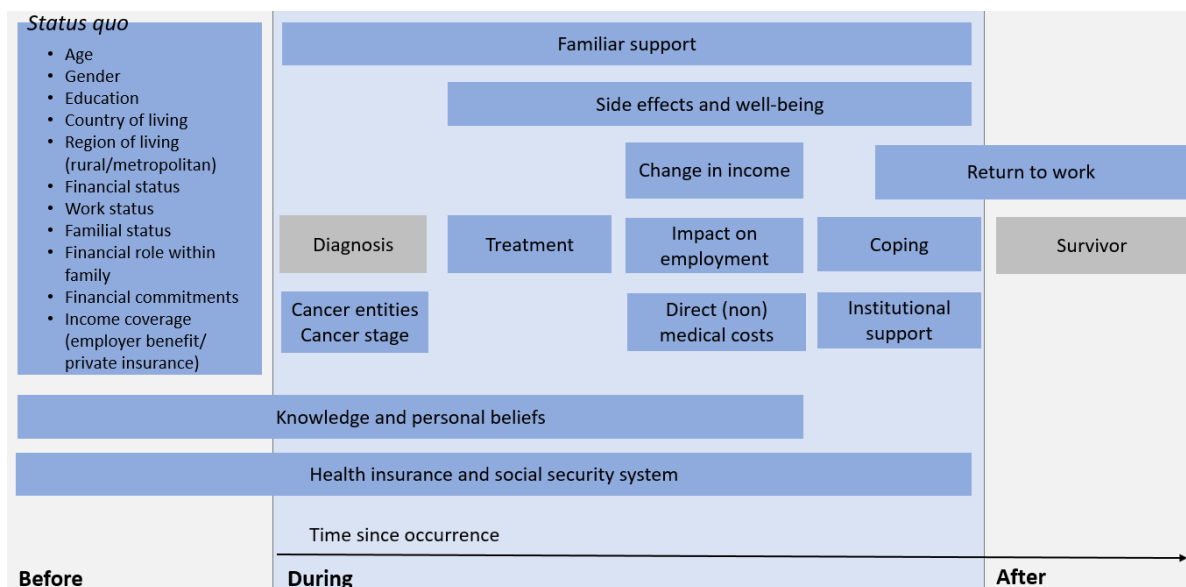 Status quo
• Age
• Gender
• Education
• Country of living
• Region of living
(rural/metropolitan)
• Financial status
• Work status
• Familial status
• Financial role within
family
• Financial commitments
• Income coverage
(employer benefit/
private insurance)
Familiar support
Side effects and well-being
Change in income
Return to work
Diagnosis
Treatment
Impact on
employment
Coping
Survivor
Cancer entities
Cancer stage
Direct (non)
medical costs
Institutional
support
Knowledge and personal beliefs
Health insurance and social security system
Time since occurrence
Before
During
After